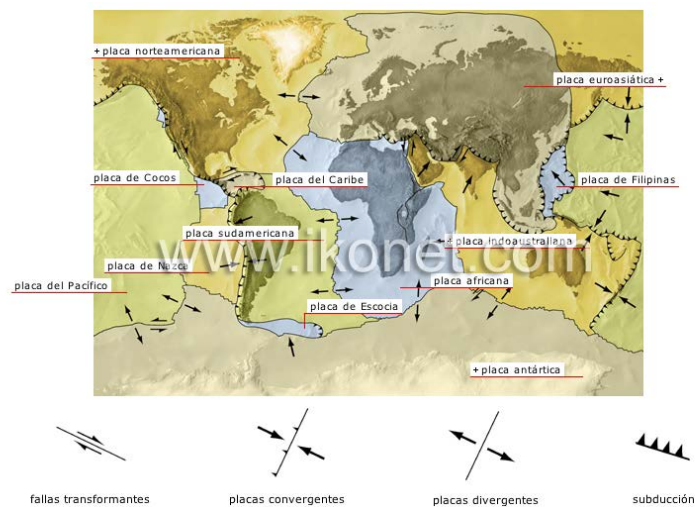 + placa norteamericana
placa euroasiática +
placa de Cocos
placa del Caribe
placa de Filipinas
placa sudamericana
+ placa indoaustraliana
www.ikonet.com
placa de Nazca
placa del Pacífico
placa africana
placa de Escocia
+ placa antártica
fallas transformantes
placas convergentes
placas divergentes
subducción